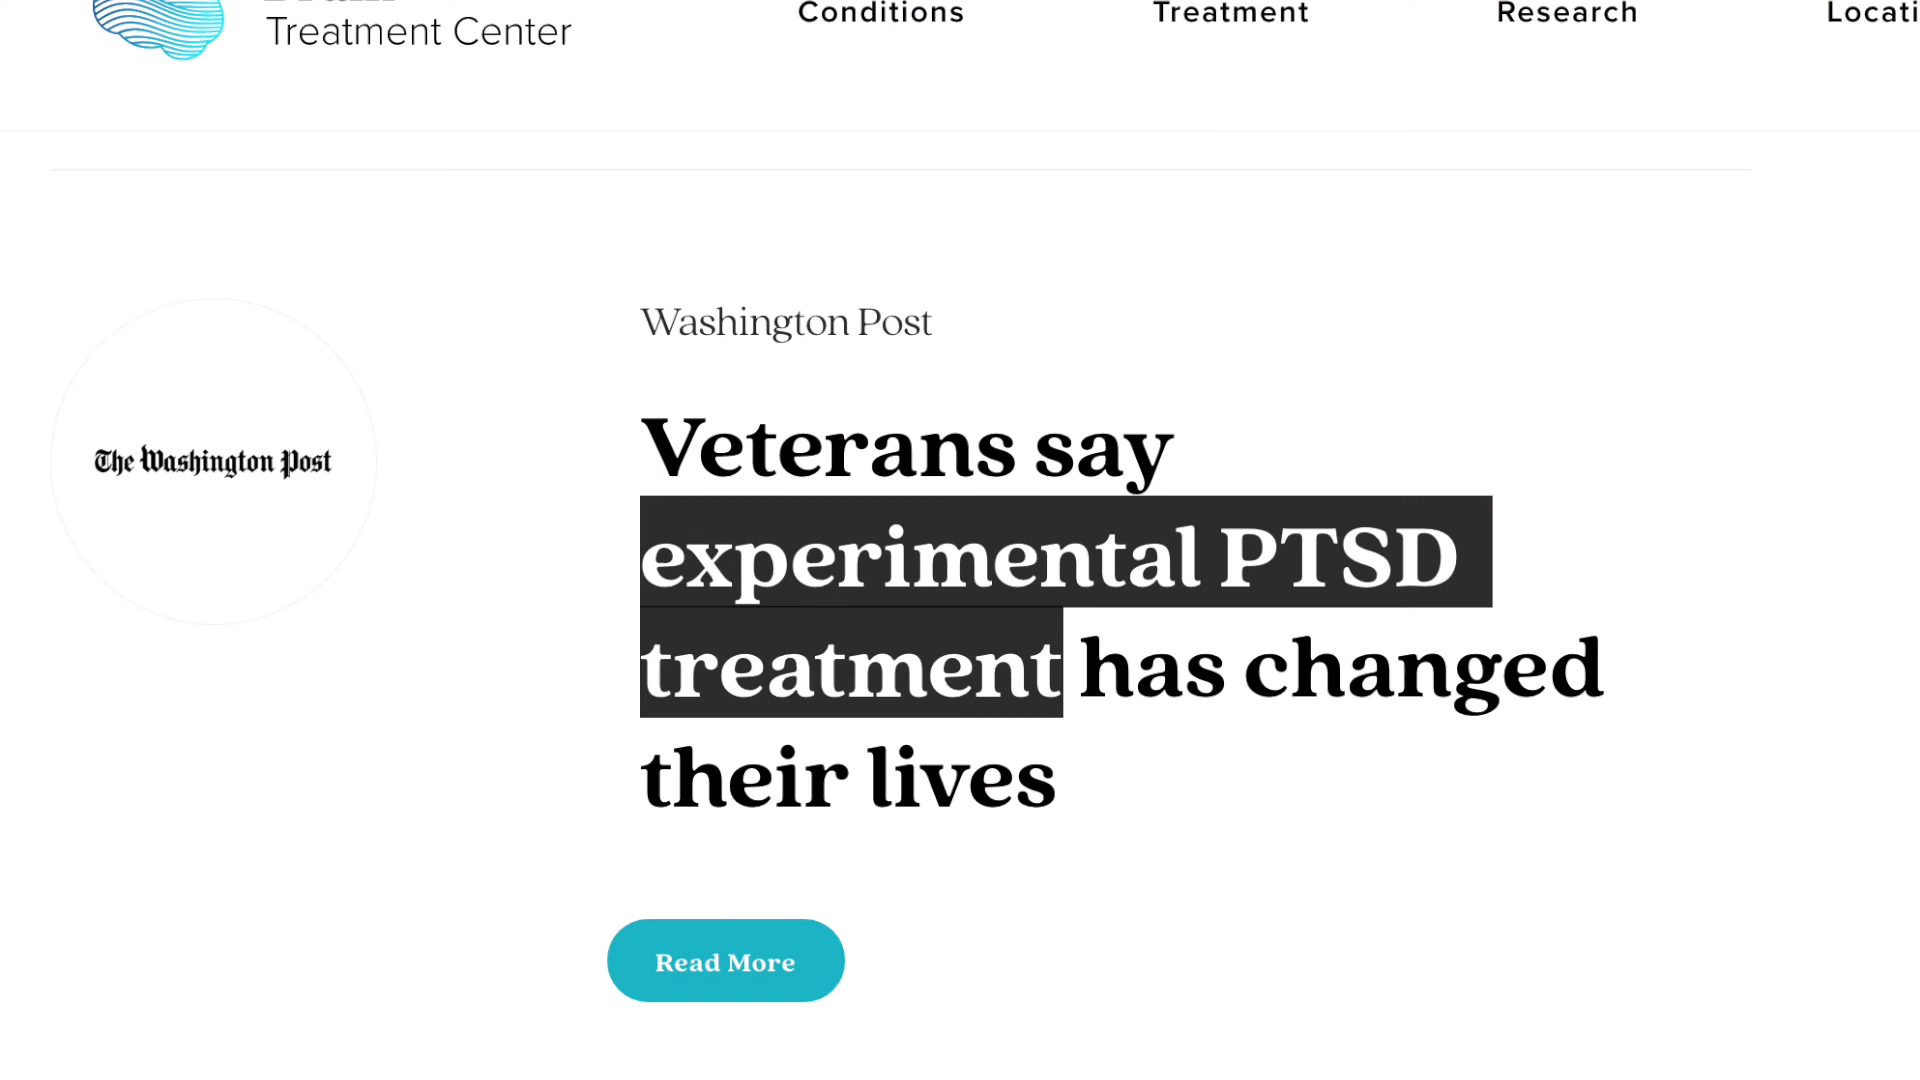 Treatment Center
Conditions
Treatment
Research
Locati
Washington Post
The Washington Post
Veterans say
experimental PTSD
treatment has changed
their lives
Read More